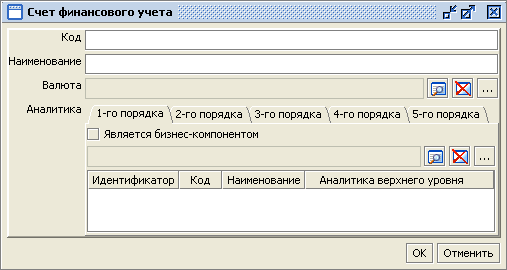 Счет финансового учета
Код
Наименование
Валюта ...
Аналитика 1-го порядка 2-го порядка 3-го порядка 4-го порядка 5-го порядка
Является бизнес-компонентом
...
Идентификатор Код Наименование Аналитика верхнего уровня
OK Отменить